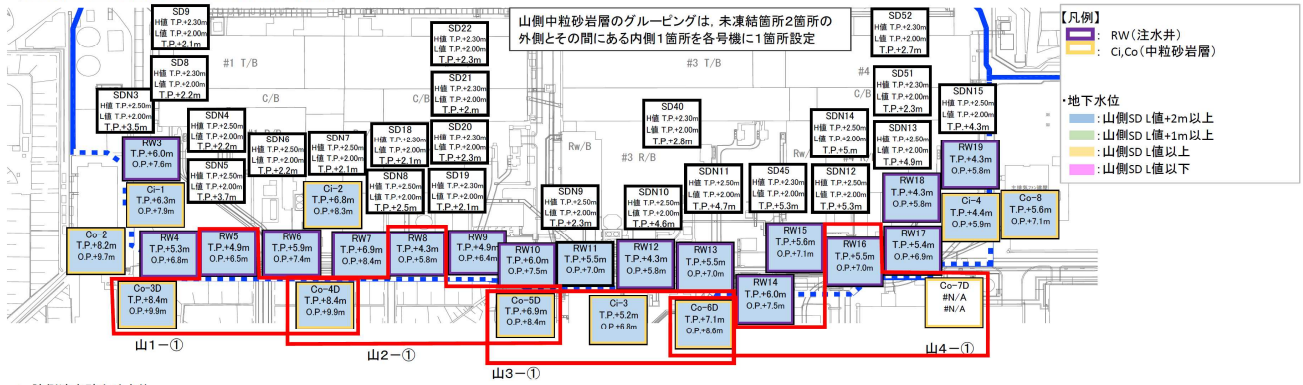 山側中粒砂岩層のグルーピングは，未凍結箇所2箇所の
外側とその間にある内側1箇所を各号機に1箇所設定
【凡例】
： RW（注水井）
： Ci,Co（中粒砂岩層）
・地下水位
：山側SD L値+2m以上
：山側SD L値+1m以上
：山側SD L値以上
：山側SD L値以下
SD9
H値 T.P.+2.30m
L値 T.P.+2.00m
T.P.+2.1m
SD8
H値 T.P.+2.30m
L値 T.P.+2.00m
T.P.+2.2m
SDN3
H値 T.P.+2.50m
L値 T.P.+2.00m
T.P.+3.5m
SDN4
H値 T.P.+2.50m
L値 T.P.+2.00m
T.P.+2.2m
SDN5
H値 T.P.+2.50m
L値 T.P.+2.00m
T.P.+3.7m
SDN6
H値 T.P.+2.50m
L値 T.P.+2.00m
T.P.+2.2m
SDN7
H値 T.P.+2.50m
L値 T.P.+2.00m
T.P.+2.1m
SD18
H値 T.P.+2.30m
L値 T.P.+2.00m
T.P.+2.1m
SDN8
H値 T.P.+2.50m
L値 T.P.+2.00m
T.P.+2.5m
SD22
H値 T.P.+2.30m
L値 T.P.+2.00m
T.P.+2.3m
SD21
H値 T.P.+2.30m
L値 T.P.+2.00m
T.P.+2.m
SD20
H値 T.P.+2.30m
L値 T.P.+2.00m
T.P.+2.3m
SD19
H値 T.P.+2.30m
L値 T.P.+2.00m
T.P.+2.1m
SDN9
H値 T.P.+2.50m
L値 T.P.+2.00m
T.P.+2.3m
SD40
H値 T.P.+2.30m
L値 T.P.+2.00m
T.P.+2.8m
SDN10
H値 T.P.+2.50m
L値 T.P.+2.00m
T.P.+4.6m
SDN11
H値 T.P.+2.50m
L値 T.P.+2.00m
T.P.+4.7m
SD45
H値 T.P.+2.30m
L値 T.P.+2.00m
T.P.+5.3m
SDN14
H値 T.P.+2.50m
L値 T.P.+2.00m
T.P.+5.m
SDN12
H値 T.P.+2.50m
L値 T.P.+2.00m
T.P.+5.3m
SD52
H値 T.P.+2.30m
L値 T.P.+2.00m
T.P.+2.7m
SD51
H値 T.P.+2.30m
L値 T.P.+2.00m
T.P.+2.3m
SDN13
H値 T.P.+2.50m
L値 T.P.+2.00m
T.P.+4.9m
SDN15
H値 T.P.+2.50m
L値 T.P.+2.00m
T.P.+4.3m
#1 T/B
C/B
C/B
#3 T/B
C/B
#4
Rw/B
#3 R/B
Rw/
RW3
T.P.+6.0m
O.P.+7.6m
Ci-1
T.P.+6.3m
O.P.+7.9m
Ci-2
T.P.+6.8m
O.P.+8.3m
RW19
T.P.+4.3m
O.P.+5.8m
RW18
T.P.+4.3m
O.P.+5.8m
Ci-4
T.P.+4.4m
O.P.+5.9m
Co-8
T.P.+5.6m
O.P.+7.1m
Co-2
T.P.+8.2m
O.P.+9.7m
RW4
T.P.+5.3m
O.P.+6.8m
RW5
T.P.+4.9m
O.P.+6.5m
RW6
T.P.+5.9m
O.P.+7.4m
RW7
T.P.+6.9m
O.P.+8.4m
RW8
T.P.+4.3m
O.P.+5.8m
RW9
T.P.+4.9m
O.P.+6.4m
RW10
T.P.+6.0m
O.P.+7.5m
RW11
T.P.+5.5m
O.P.+7.0m
RW12
T.P.+4.3m
O.P.+5.8m
RW13
T.P.+5.5m
O.P.+7.0m
RW15
T.P.+5.6m
O.P.+7.1m
RW16
T.P.+5.5m
O.P.+7.0m
RW17
T.P.+5.4m
O.P.+6.9m
RW14
T.P.+6.0m
O.P.+7.5m
Co-3D
T.P.+8.4m
O.P.+9.9m
Co-4D
T.P.+8.4m
O.P.+9.9m
Co-5D
T.P.+6.9m
O.P.+8.4m
Ci-3
T.P.+5.2m
O.P.+6.8m
Co-6D
T.P.+7.1m
O.P.+8.6m
Co-7D
#N/A
#N/A
山1－①
山2－①
山3－①
山4－①